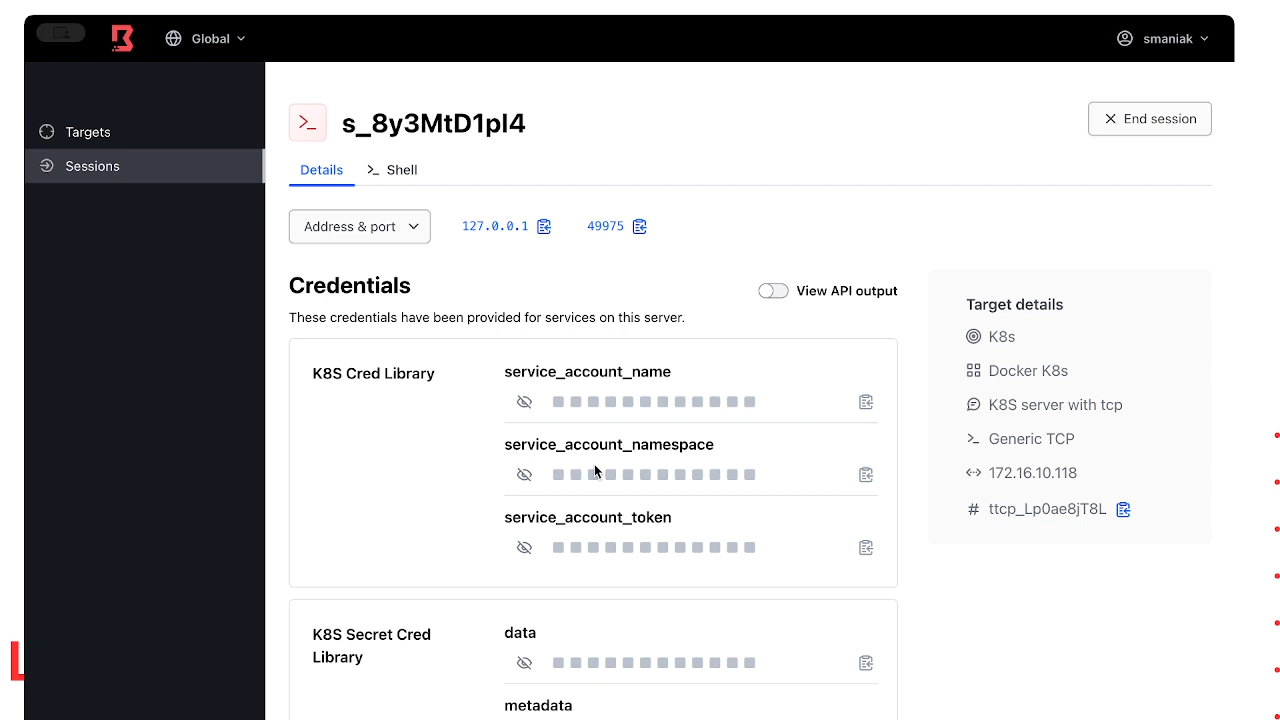 Global
smaniak
Targets
Sessions
s_8y3MtD1pI4
End session
Details
Shell
Address & port
127.0.0.1
49975
Credentials
View API output
These credentials have been provided for services on this server.
K8S Cred Library
service_account_name
service_account_namespace
service_account_token
K8S Secret Cred
Library
data
metadata
Target details
K8s
Docker K8s
K8S server with tcp
Generic TCP
172.16.10.118
# ttcp_Lp0ae8jT8L
L